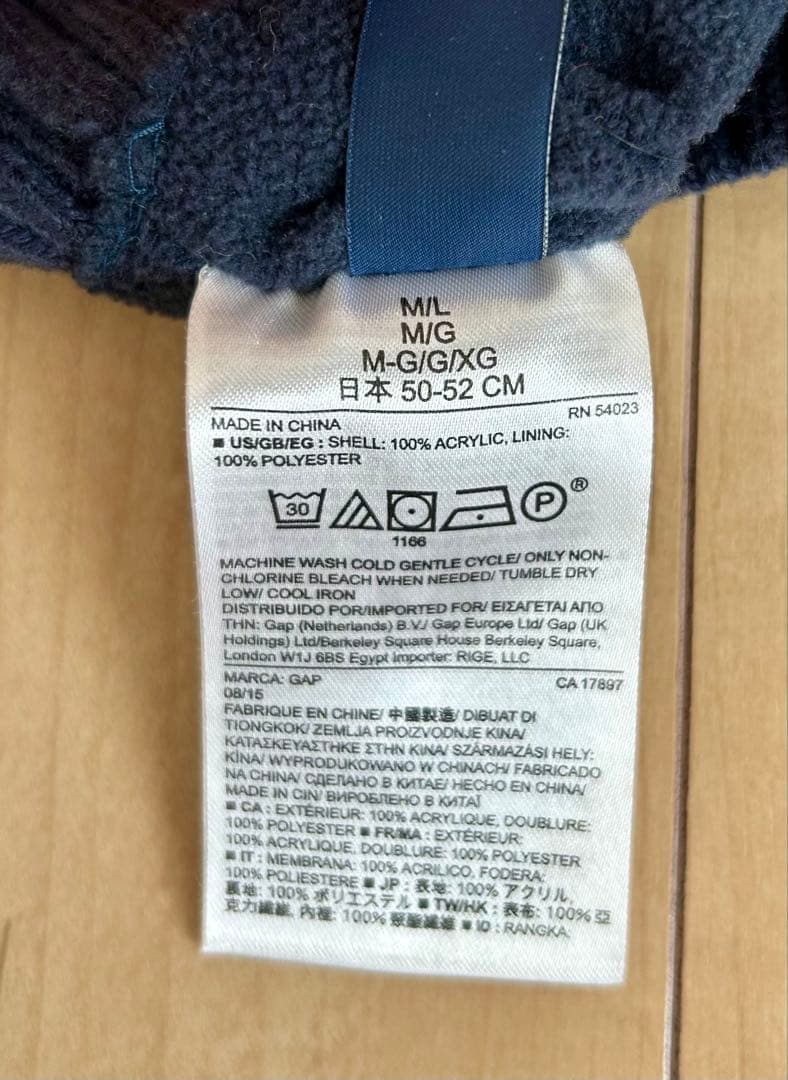 M/L
M/G
M-G/G/XG
日本 50-52 CM
RN 54023
MADE IN CHINA
■ US/GB/EG : SHELL: 100% ACRYLIC, LINING:
100% POLYESTER
30
P®
1166
MACHINE WASH COLD GENTLE CYCLE/ ONLY NON-
CHLORINE BLEACH WHEN NEEDED/ TUMBLE DRY
LOW/ COOL IRON
DISTRIBUIDO POR/IMPORTED FOR/ ΕΙΣΑΓΕΤΑΙ ΑΠΟ
ΤΗΝ: Gap (Netherlands) B.V./ Gap Europe Ltd/ Gap (UK
Holdings) Ltd/Berkeley Square House Berkeley Square,
London W1J 6BS Egypt Importer: RIGE, LLC
MARCA: GAP
CA 17897
08/15
FABRIQUE EN CHINE/ 中國製造/ DIBUAT DI
TIONGKOK/ ZEMLJA PROIZVODNJE KINA/
ΚΑΤΑΣΚΕΥΑΣΤΗΚΕ ΣΤΗΝ ΚΙΝΑ/ SZÁRMAZÁSI HELY:
KÍNA/ WYPRODUKOWANO W CHINACH/ FABRICADO
NA CHINA/ СДЕЛАНО В КИТАЕ/ HECHO EN CHINA/
MADE IN CIN/ ВИРОБЛЕНО В КИТАЇ
■ CA : EXTÉRIEUR: 100% ACRYLIQUE, DOUBLURE:
100% POLYESTER ■ FR/MA : EXTÉRIEUR:
100% ACRYLIQUE, DOUBLURE: 100% POLYESTER
■ IT : MEMBRANA: 100% ACRILICO, FODERA:
100% POLIESTERE ■ JP : 表地: 100% アクリル,
裏地: 100% ポリエステル ■ TW/HK : 表布: 100% 亞
克力纖維, 內裡: 100% 聚酯纖維 ■ ID : RANGKA: